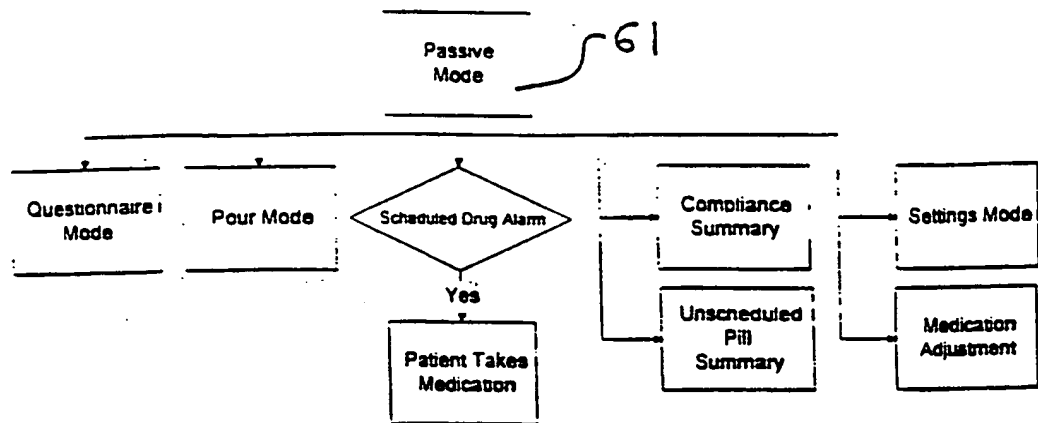 Passive
Mode
61
Questionnaire
Mode
Pour Mode
Scheduled Drug Alarm
Compliance
Summary
Settings Mode
Yes
Patient Takes
Medication
Unscheduled
Pill
Summary
Medication
Adjustment